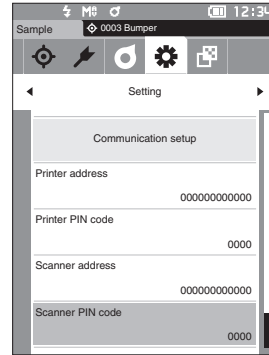 12:34
Sample 0003 Bumper
Setting
Communication setup
Printer address
000000000000
Printer PIN code
0000
Scanner address
000000000000
Scanner PIN code
0000